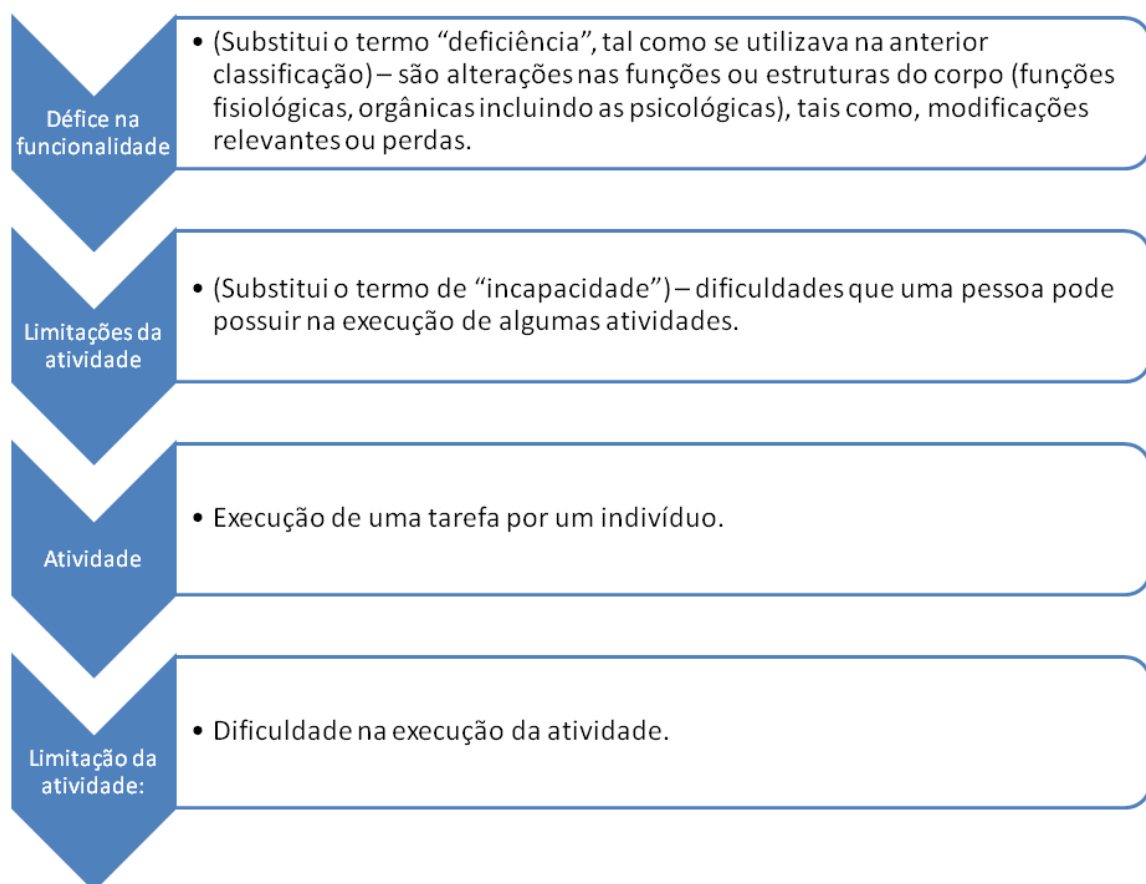 Défice na
funcionalidade
• (Substitui o termo “deficiência”, tal como se utilizava na anterior
classificação) – são alterações nas funções ou estruturas do corpo (funções
fisiológicas, orgânicas incluindo as psicológicas), tais como, modificações
relevantes ou perdas.
Limitações da
atividade
• (Substitui o termo de “incapacidade”) – dificuldades que uma pessoa pode
possuir na execução de algumas atividades.
Atividade
• Execução de uma tarefa por um indivíduo.
Limitação da
atividade:
• Dificuldade na execução da atividade.